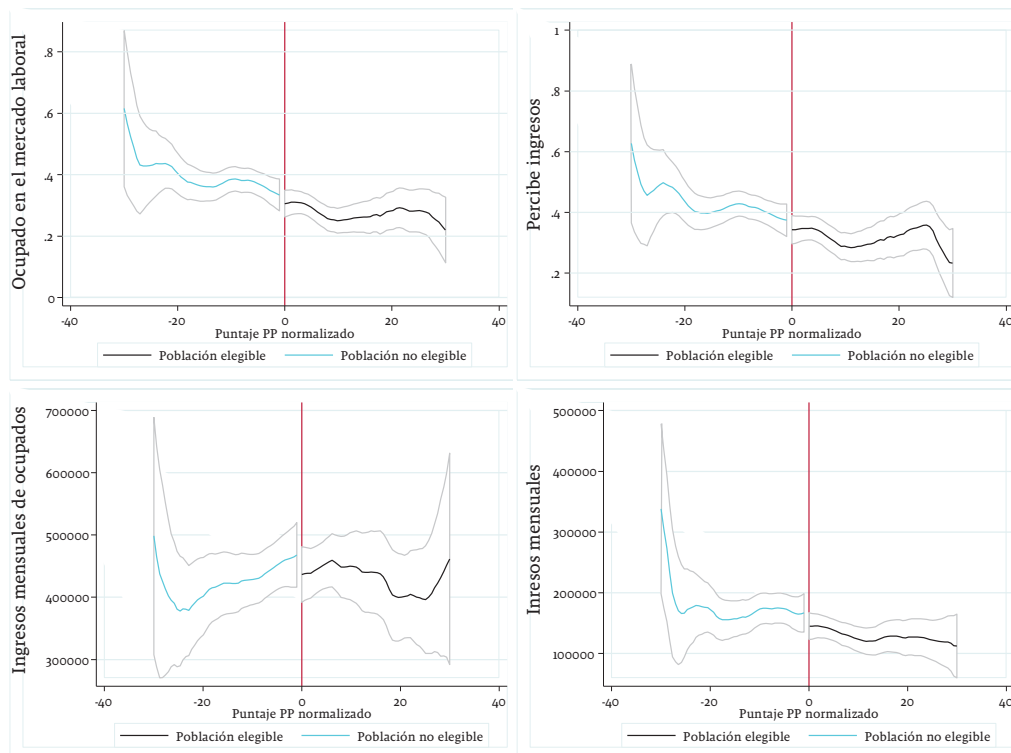 Ocupado en el mercado laboral
.8
.6
.4
.2
0
-40
-20
0
20
40
Puntaje PP normalizado
Población elegible
Población no elegible
Percibe ingresos
1
.8
.6
.4
.2
-40
-20
0
20
40
Puntaje PP normalizado
Población elegible
Población no elegible
Ingresos mensuales de ocupados
700000
600000
500000
400000
300000
-40
-20
0
20
40
Puntaje PP normalizado
Población elegible
Población no elegible
Inresos mensuales
500000
400000
300000
200000
100000
-40
-20
0
20
40
Puntaje PP normalizado
Población elegible
Población no elegible